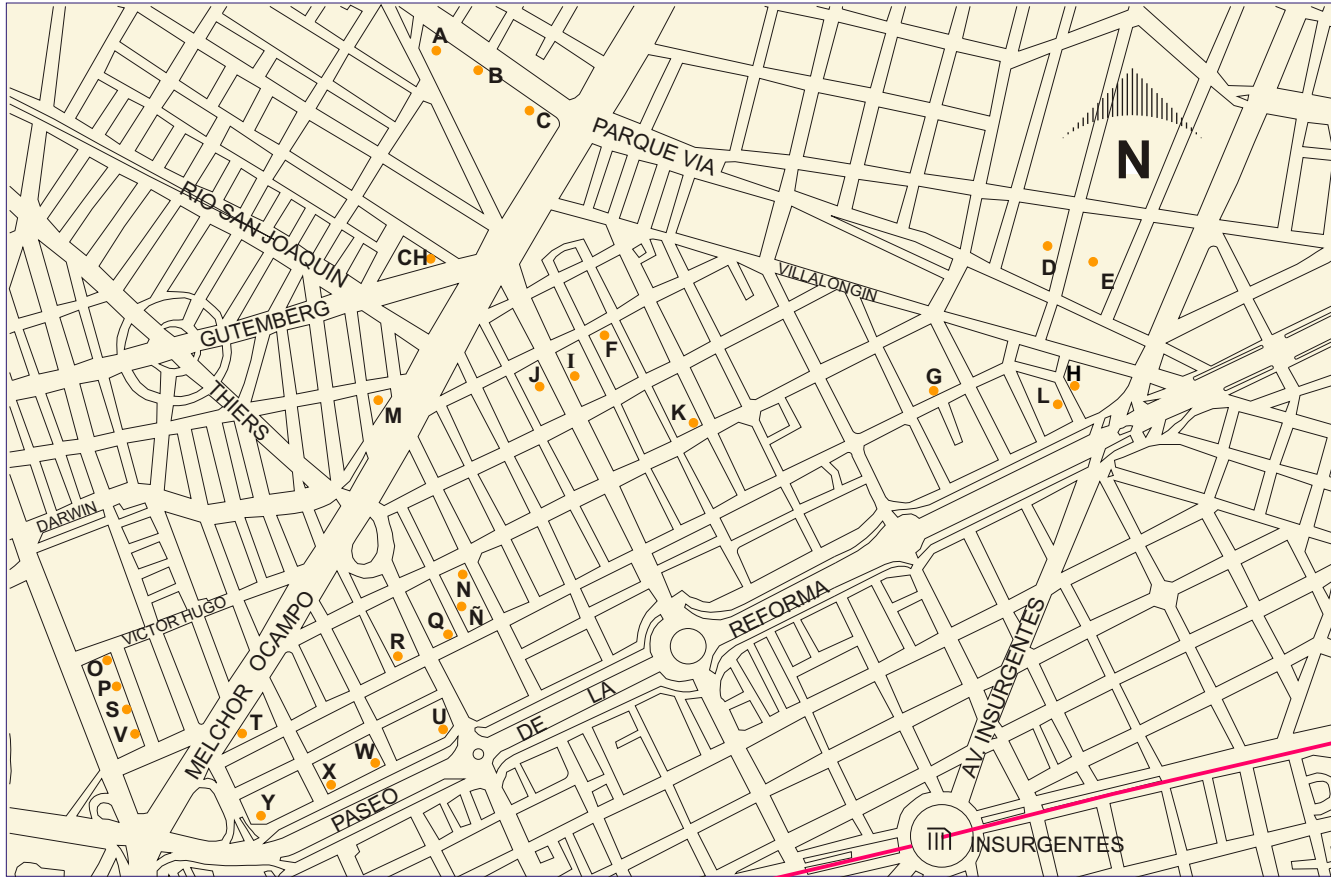 A
B
C
PARQUE VIA
N
RIO SAN JOAQUIN
CH
D
E
VILLALONGIN
GUTEMBERG
F
I
J
H
G
L
THIERS
M
K
DARWIN
N
Ñ
VICTOR HUGO
Q
R
O
P
S
V
MELCHOR OCAMPO
T
U
W
X
Y
PASEO DE LA REFORMA
AV. INSURGENTES
INSURGENTES